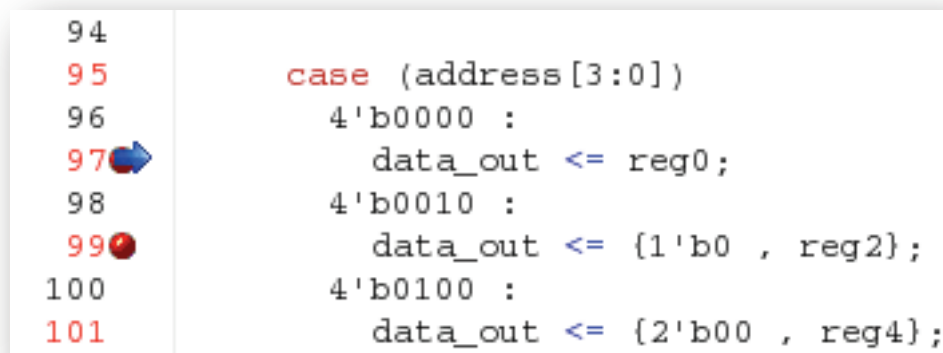 94
95 case (address[3:0])
96 4'b0000 :
97 data_out <= reg0;
98 4'b0010 :
99 data_out <= {1'b0 , reg2};
100 4'b0100 :
101 data_out <= {2'b00 , reg4};